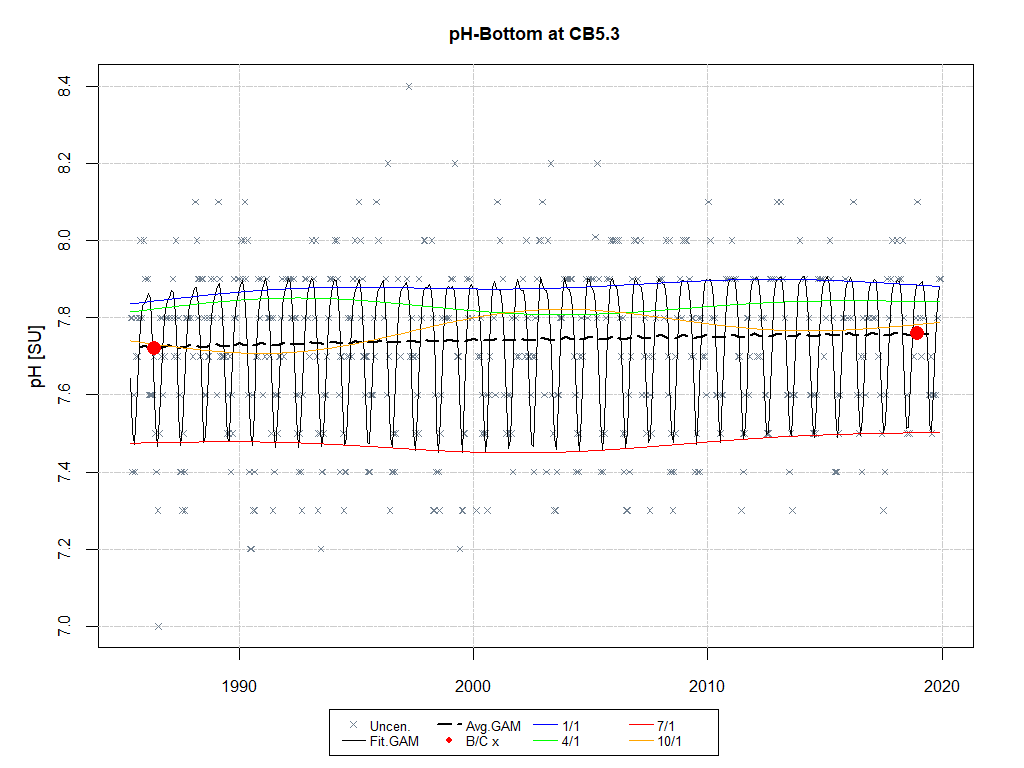 pH-Bottom at CB5.3
pH [SU]
8.4
8.2
8.0
7.8
7.6
7.4
7.2
7.0
1990 2000 2010 2020
Uncen. Avg.GAM 1/1 7/1
Fit.GAM B/C x 4/1 10/1